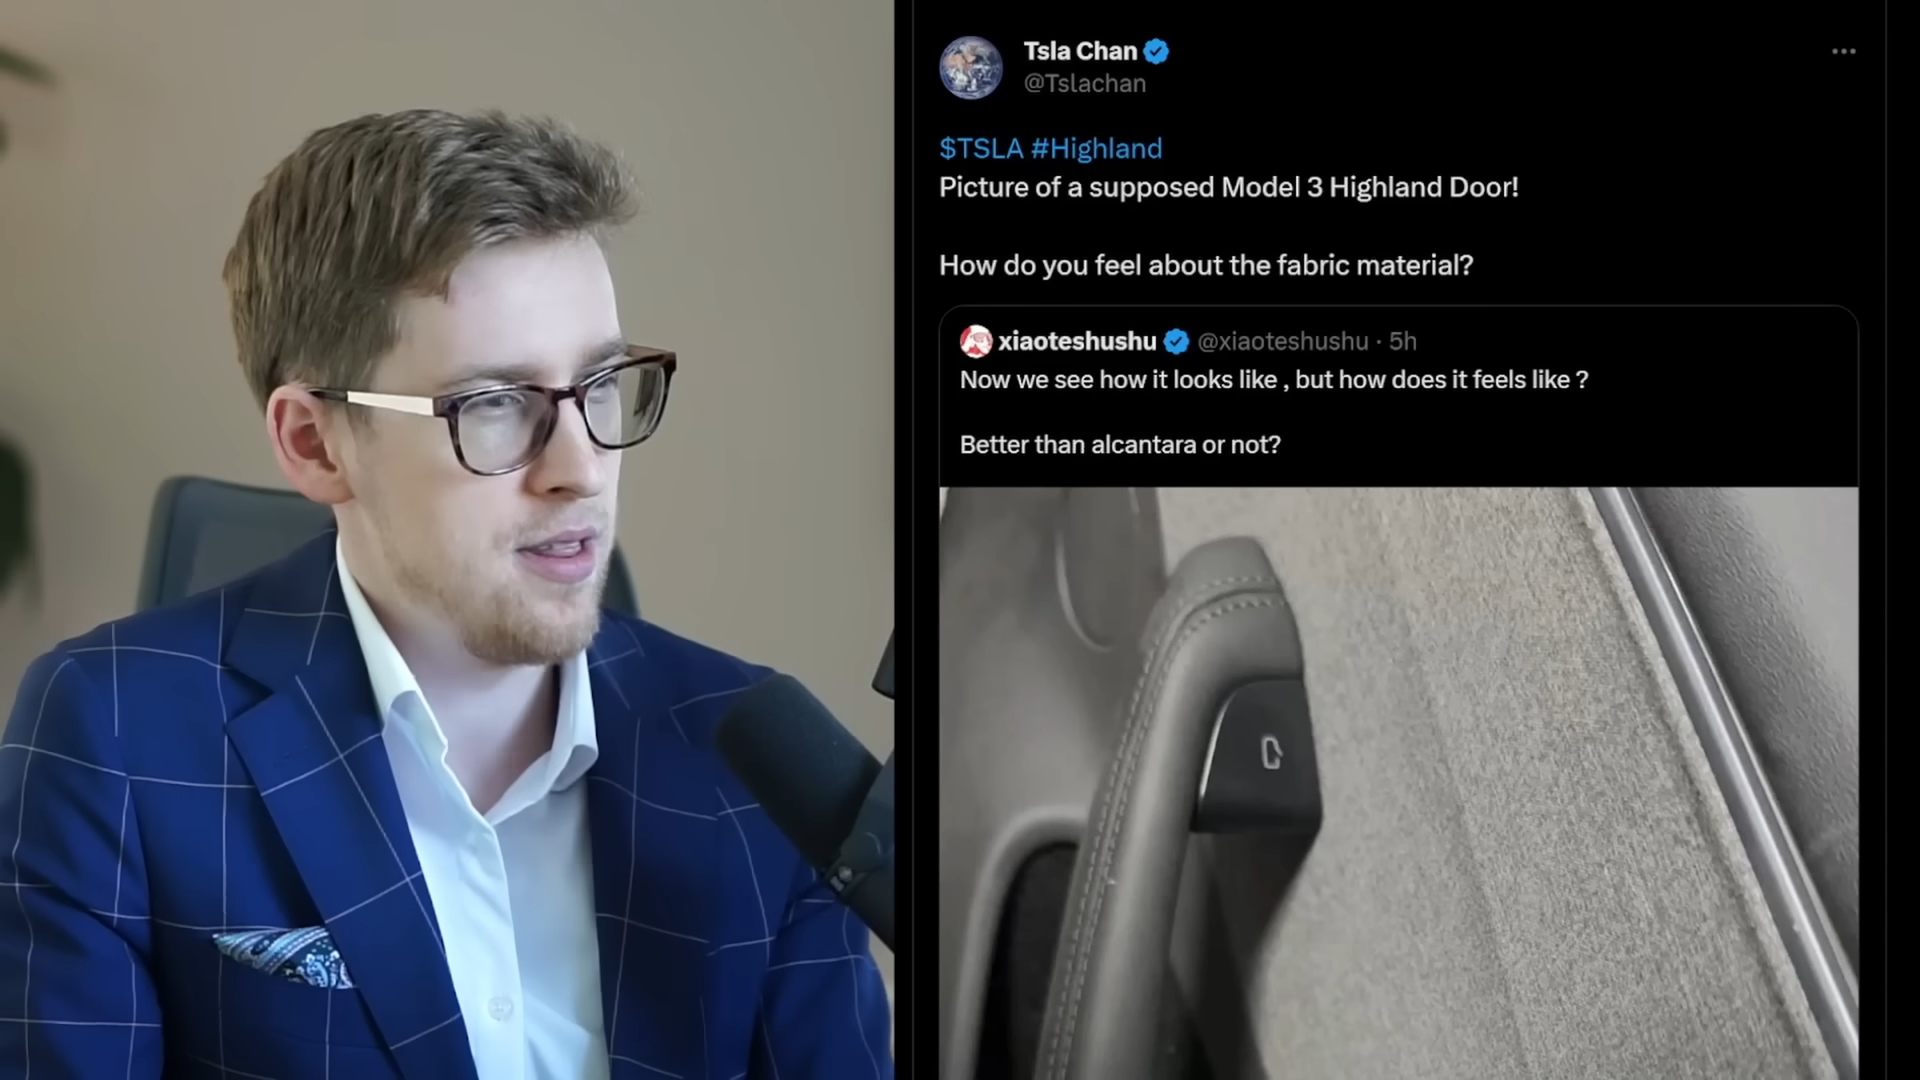 Tsla Chan
@Tslachan
$TSLA #Highland
Picture of a supposed Model 3 Highland Door!
How do you feel about the fabric material?
xiaoteshushu @xiaoteshushu · 5h
Now we see how it looks like , but how does it feels like ?
Better than alcantara or not?